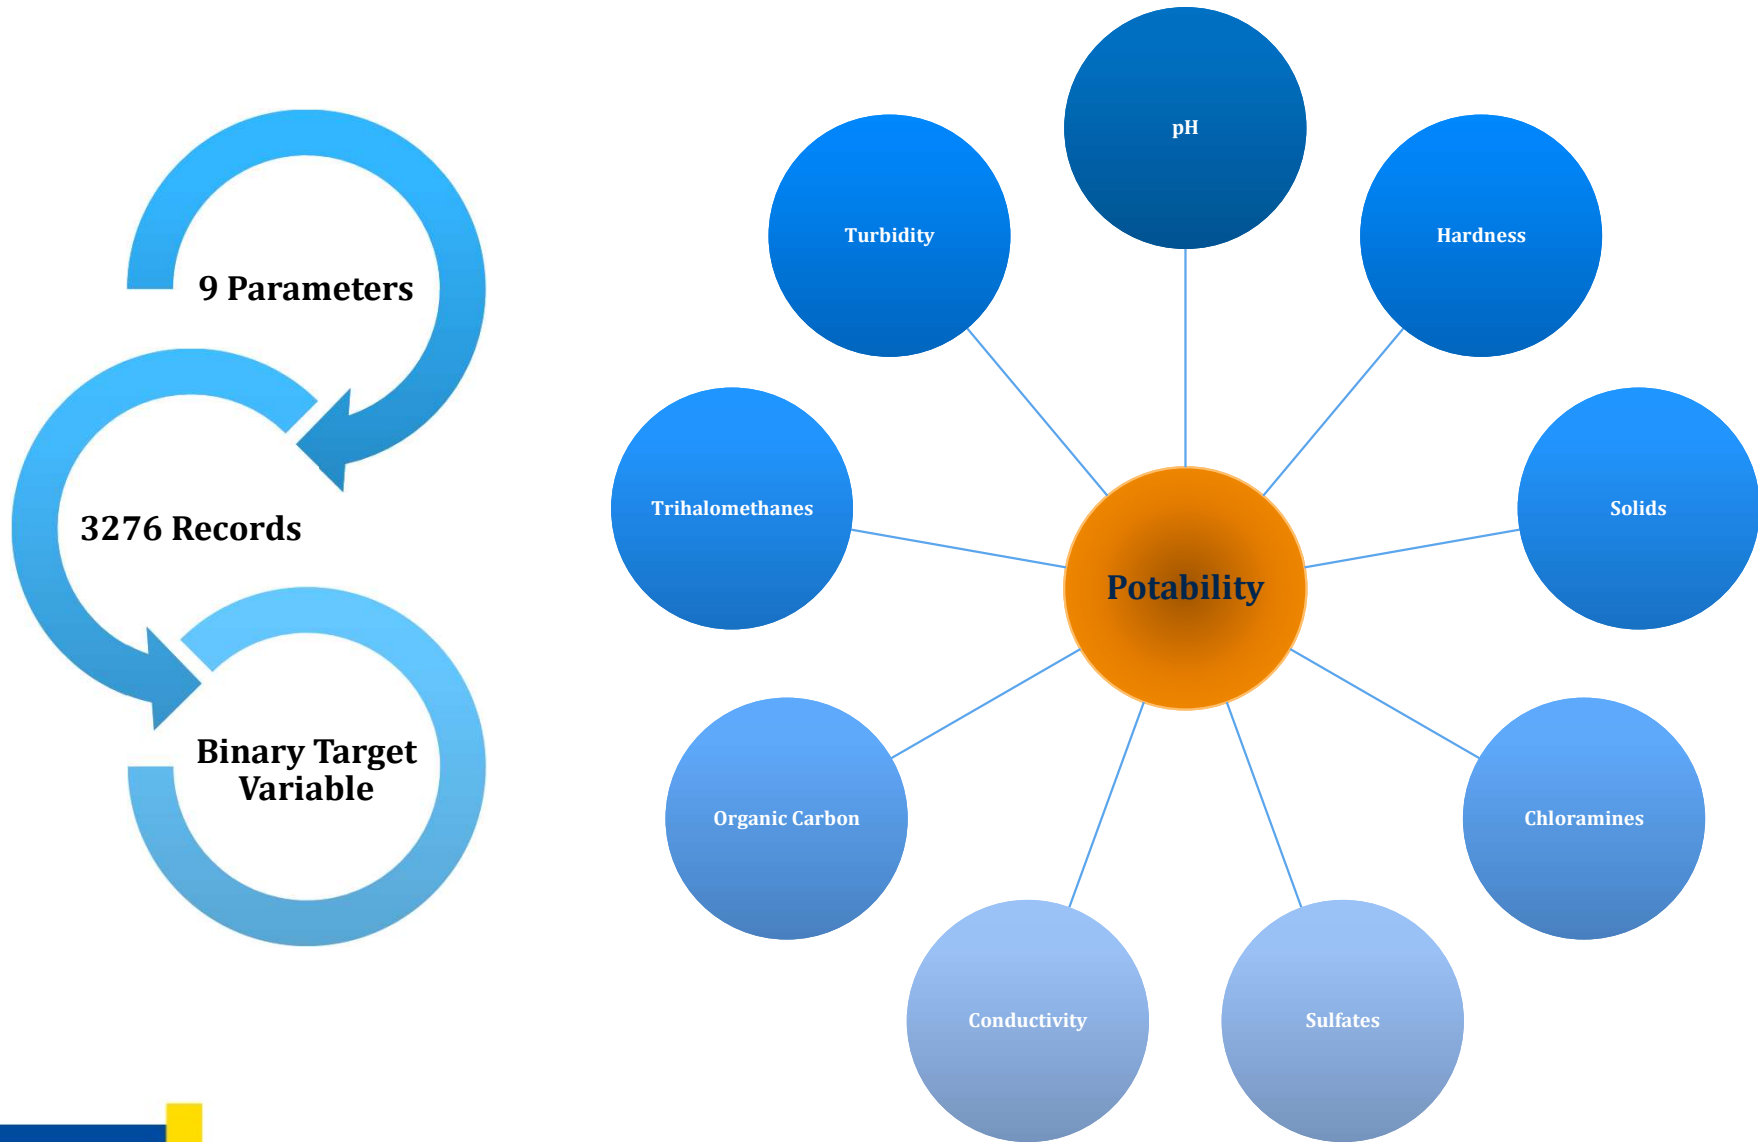 9 Parameters
3276 Records
Binary Target
Variable
pH
Hardness
Solids
Chloramines
Sulfates
Conductivity
Organic Carbon
Trihalomethanes
Turbidity
Potability